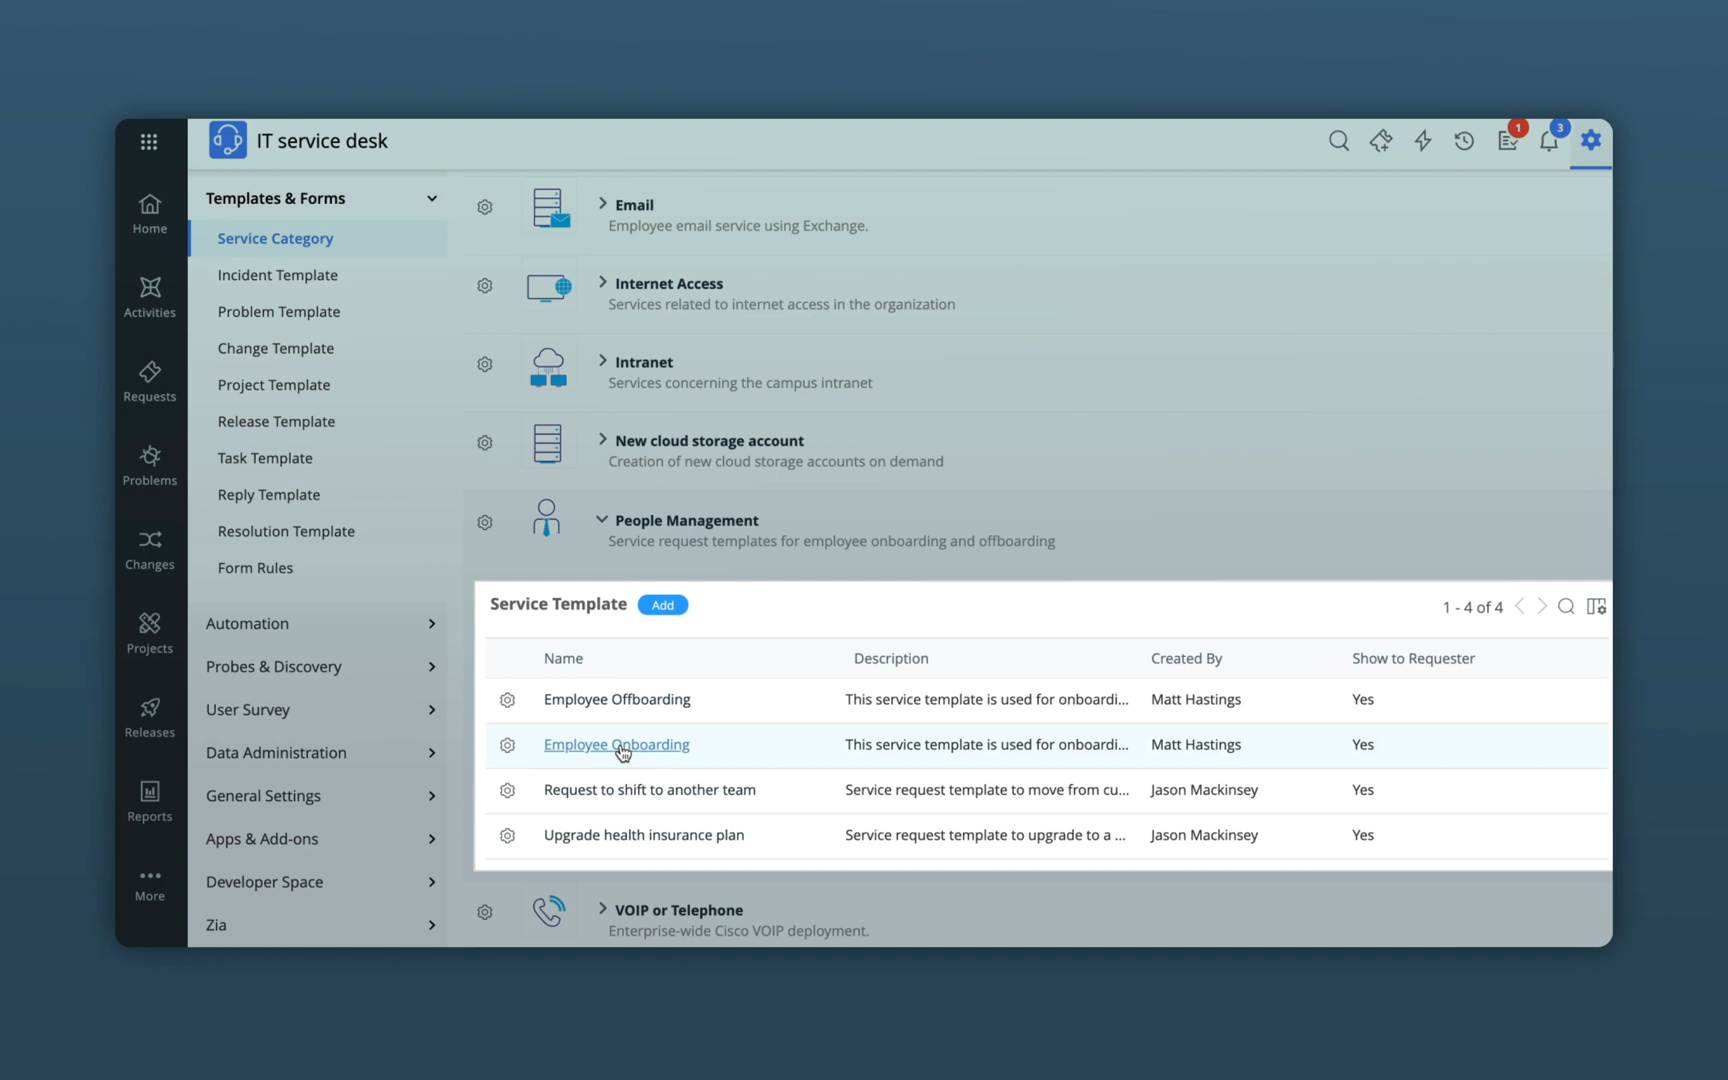 IT service desk
1
3
Home
Activities
Requests
Problems
Changes
Projects
Releases
Reports
More
Templates & Forms
Service Category
Incident Template
Problem Template
Change Template
Project Template
Release Template
Task Template
Reply Template
Resolution Template
Form Rules
Automation
Probes & Discovery
User Survey
Data Administration
General Settings
Apps & Add-ons
Developer Space
Zia
Email
Employee email service using Exchange.
Internet Access
Services related to internet access in the organization
Intranet
Services concerning the campus intranet
New cloud storage account
Creation of new cloud storage accounts on demand
People Management
Service request templates for employee onboarding and offboarding
Service Template Add 1 - 4 of 4
Name Description Created By Show to Requester
Employee Offboarding This service template is used for onboardi... Matt Hastings Yes
Employee Onboarding This service template is used for onboardi... Matt Hastings Yes
Request to shift to another team Service request template to move from cu... Jason Mackinsey Yes
Upgrade health insurance plan Service request template to upgrade to a ... Jason Mackinsey Yes
VOIP or Telephone
Enterprise-wide Cisco VOIP deployment.